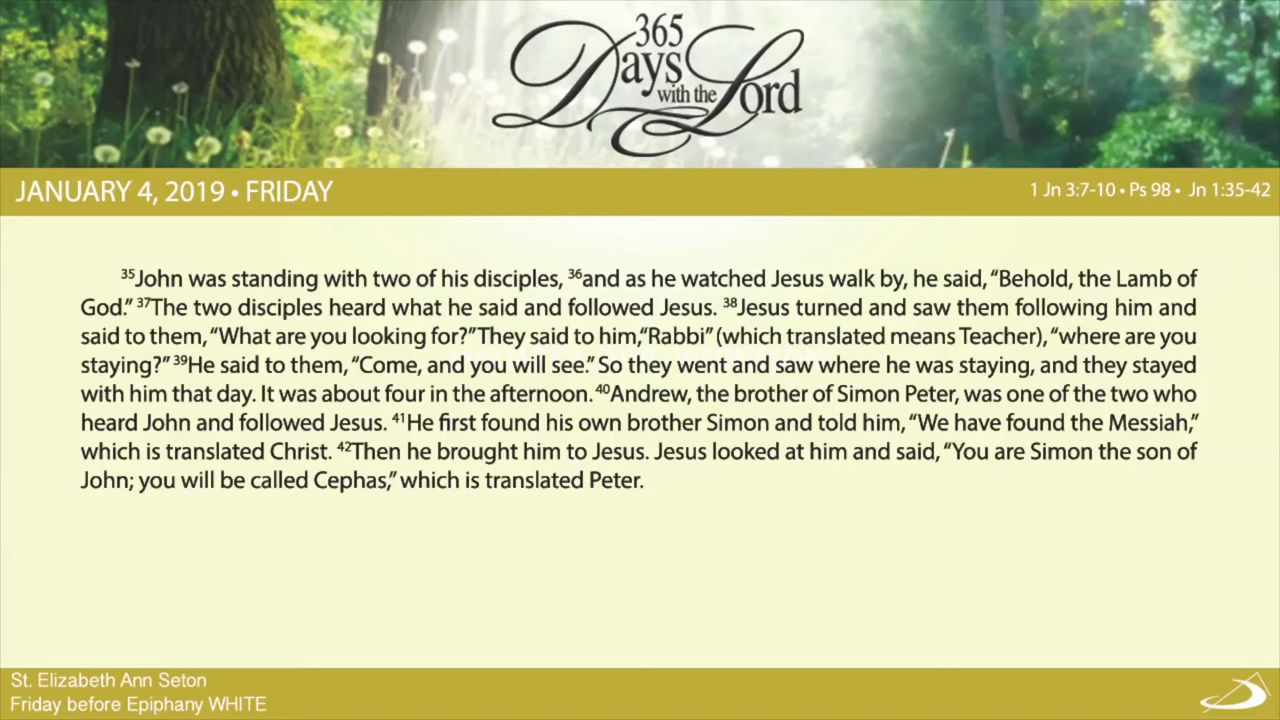 365
Days
with the
Lord
JANUARY 4, 2019 • FRIDAY
1 Jn 3:7-10 • Ps 98 • Jn 1:35-42
³⁵John was standing with two of his disciples, ³⁶and as he watched Jesus walk by, he said, “Behold, the Lamb of
God.” ³⁷The two disciples heard what he said and followed Jesus. ³⁸Jesus turned and saw them following him and
said to them, “What are you looking for?” They said to him,“Rabbi” (which translated means Teacher), “where are you
staying?” ³⁹He said to them, “Come, and you will see.” So they went and saw where he was staying, and they stayed
with him that day. It was about four in the afternoon. ⁴⁰Andrew, the brother of Simon Peter, was one of the two who
heard John and followed Jesus. ⁴¹He first found his own brother Simon and told him, “We have found the Messiah,”
which is translated Christ. ⁴²Then he brought him to Jesus. Jesus looked at him and said, “You are Simon the son of
John; you will be called Cephas,” which is translated Peter.
St. Elizabeth Ann Seton
Friday before Epiphany WHITE